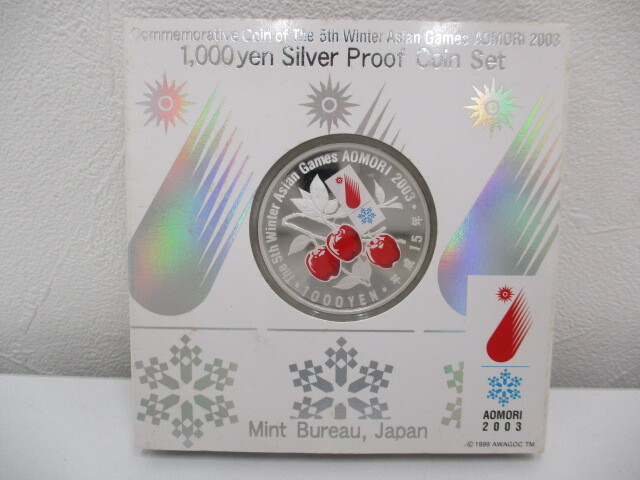 Commemorative Coin of The 5th Winter Asian Games AOMORI 2003
1,000yen Silver Proof Coin Set
The 5th Winter Asian Games AOMORI 2003
1000YEN
平成15年
Mint Bureau, Japan
AOMORI
2003
© 1999 AWAGOC TM